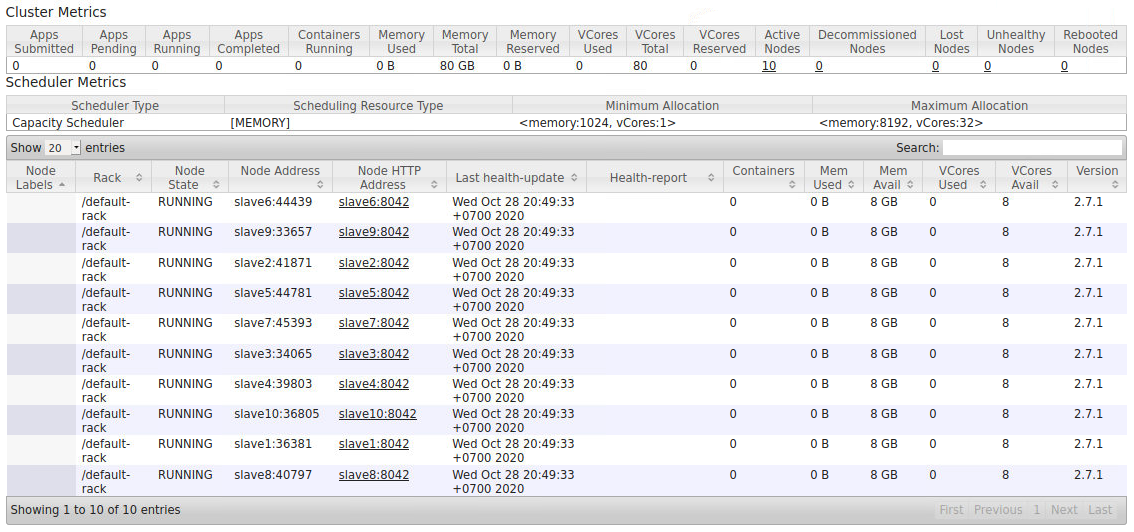 Cluster Metrics
Apps Submitted Apps Pending Apps Running Apps Completed Containers Running Memory Used Memory Total Memory Reserved VCores Used VCores Total VCores Reserved Active Nodes Decommissioned Nodes Lost Nodes Unhealthy Nodes Rebooted Nodes
0 0 0 0 0 0 B 80 GB 0 B 0 80 0 10 0 0 0 0
Scheduler Metrics
Scheduler Type Scheduling Resource Type Minimum Allocation Maximum Allocation
Capacity Scheduler [MEMORY] <memory:1024, vCores:1> <memory:8192, vCores:32>
Show 20 entries Search:
Node Labels Rack Node State Node Address Node HTTP Address Last health-update Health-report Containers Mem Used Mem Avail VCores Used VCores Avail Version
/default-rack RUNNING slave6:44439 slave6:8042 Wed Oct 28 20:49:33 +0700 2020 0 0 B 8 GB 0 8 2.7.1
/default-rack RUNNING slave9:33657 slave9:8042 Wed Oct 28 20:49:33 +0700 2020 0 0 B 8 GB 0 8 2.7.1
/default-rack RUNNING slave2:41871 slave2:8042 Wed Oct 28 20:49:33 +0700 2020 0 0 B 8 GB 0 8 2.7.1
/default-rack RUNNING slave5:44781 slave5:8042 Wed Oct 28 20:49:33 +0700 2020 0 0 B 8 GB 0 8 2.7.1
/default-rack RUNNING slave7:45393 slave7:8042 Wed Oct 28 20:49:33 +0700 2020 0 0 B 8 GB 0 8 2.7.1
/default-rack RUNNING slave3:34065 slave3:8042 Wed Oct 28 20:49:33 +0700 2020 0 0 B 8 GB 0 8 2.7.1
/default-rack RUNNING slave4:39803 slave4:8042 Wed Oct 28 20:49:33 +0700 2020 0 0 B 8 GB 0 8 2.7.1
/default-rack RUNNING slave10:36805 slave10:8042 Wed Oct 28 20:49:33 +0700 2020 0 0 B 8 GB 0 8 2.7.1
/default-rack RUNNING slave1:36381 slave1:8042 Wed Oct 28 20:49:33 +0700 2020 0 0 B 8 GB 0 8 2.7.1
/default-rack RUNNING slave8:40797 slave8:8042 Wed Oct 28 20:49:33 +0700 2020 0 0 B 8 GB 0 8 2.7.1
Showing 1 to 10 of 10 entries First Previous 1 Next Last